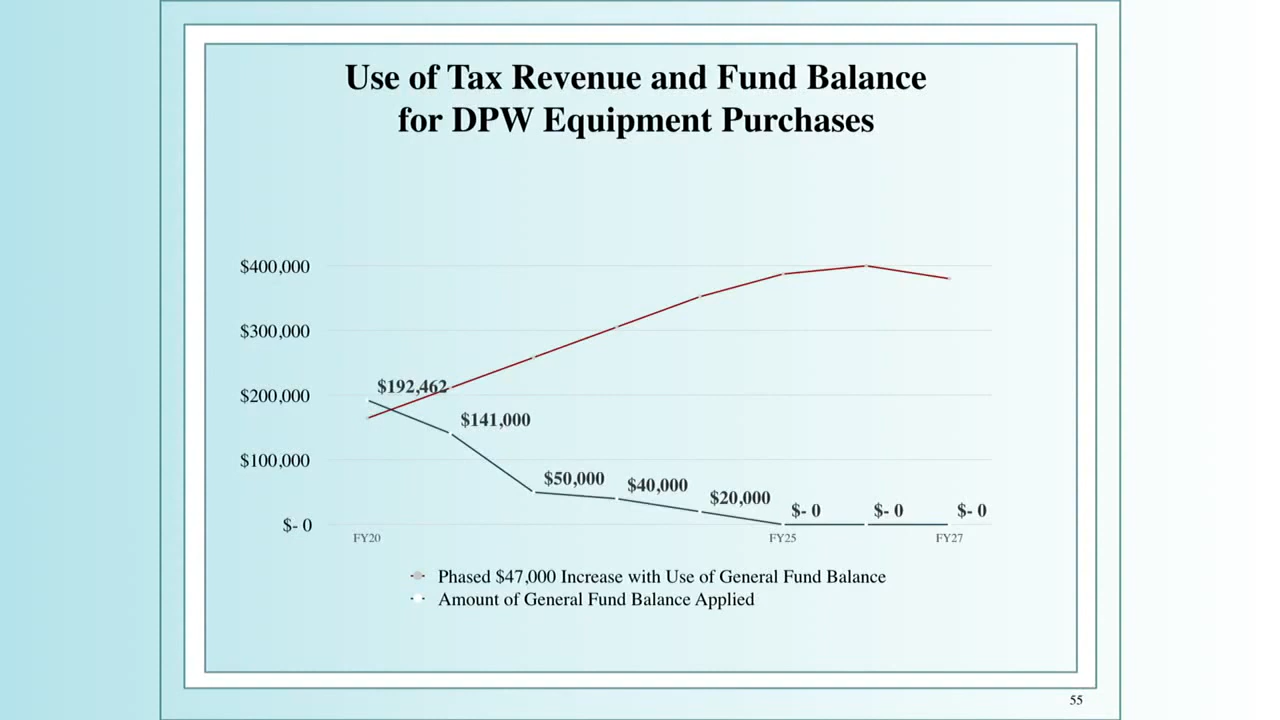 Use of Tax Revenue and Fund Balance
for DPW Equipment Purchases
$400,000
$300,000
$200,000
$100,000
$- 0
$192,462
$141,000
$50,000
$40,000
$20,000
$- 0
$- 0
$- 0
FY20
FY25
FY27
Phased $47,000 Increase with Use of General Fund Balance
Amount of General Fund Balance Applied
55